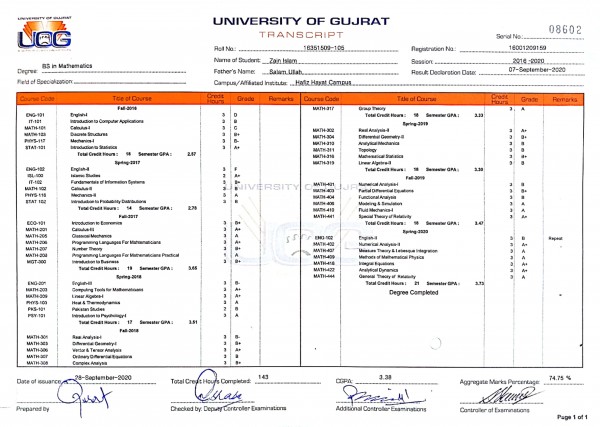 UNIVERSITY OF GUJRAT
TRANSCRIPT
UOG
Serial No.: 08602
Roll No.: 16351509-105 Registration No.: 16001209159
Name of Student: Zain Islam Session: 2016-2020
Degree: BS in Mathematics Father's Name: Salam Ullah Result Declaration Date: 07-September-2020
Field of Specialization: Campus/Affiliated Institute: Hafiz Hayat Campus
Course Code Title of Course Credit Hours Grade Remarks Course Code Title of Course Credit Hours Grade Remarks
Fall-2016
ENG-101 English-I 3 D
IT-101 Introduction to Computer Applications 3 B
MATH-101 Calculus-I 3 C
MATH-103 Discrete Structures 3 B+
PHYS-117 Mechanics-I 3 B-
STAT-101 Introduction to Statistics 3 A+
Total Credit Hours : 18 Semester GPA : 2.67
Spring-2017
ENG-102 English-II 3 F
ISL-100 Islamic Studies 3 A+
IT-102 Fundamentals of Information Systems 3 B+
MATH-102 Calculus-II 3 B
PHYS-118 Mechanics-II 3 A
STAT 102 Introduction to Probability Distributions 3 B
Total Credit Hours : 14 Semester GPA : 2.78
Fall-2017
ECO-101 Introduction to Economics 3 B+
MATH-201 Calculus-III 3 A+
MATH-205 Classical Mechanics 3 A
MATH-206 Programming Languages For Mathematicians 3 A+
MATH-207 Number Theory 3 B+
MATH-208 Programming Languages For Mathematicians Practical 1 A
MGT-300 Introduction to Business 3 B+
Total Credit Hours : 19 Semester GPA : 3.65
Spring-2018
ENG-201 English-III 3 B-
MATH-203 Computing Tools for Mathematicians 3 A+
MATH-209 Linear Algebra-I 3 A+
PHYS-103 Heat & Thermodynamics 3 A
PKS-101 Pakistan Studies 2 B
PSY-101 Introduction to Psychology-I 3 A
Total Credit Hours : 17 Semester GPA : 3.51
Fall-2018
MATH-301 Real Analysis-I 3 B-
MATH-303 Differential Geometry-I 3 B+
MATH-306 Vector & Tensor Analysis 3 A+
MATH-307 Ordinary Differential Equations 3 B
MATH-308 Complex Analysis 3 B+
MATH-317 Group Theory 3 A
Total Credit Hours : 18 Semester GPA : 3.33
Spring-2019
MATH-302 Real Analysis-II 3 A+
MATH-304 Differential Geometry-II 3 B+
MATH-310 Analytical Mechanics 3 B
MATH-311 Topology 3 B
MATH-316 Mathematical Statistics 3 B+
MATH-319 Linear Algebra-II 3 B
Total Credit Hours : 18 Semester GPA : 3.28
Fall-2019
MATH-401 Numerical Analysis-I 3 B
MATH-403 Partial Differential Equations 3 B+
MATH-404 Functional Analysis 3 B
MATH-406 Modeling & Simulation 3 A
MATH-410 Fluid Mechanics-I 3 A
MATH-441 Special Theory of Relativity 3 A+
Total Credit Hours : 18 Semester GPA : 3.47
Spring-2020
ENG-102 English-II 3 B Repeat
MATH-402 Numerical Analysis-II 3 A+
MATH-407 Measure Theory & Lebesgue Integration 3 A
MATH-409 Methods of Mathematical Physics 3 A
MATH-416 Integral Equations 3 A+
MATH-422 Analytical Dynamics 3 A+
MATH-444 General Theory of Relativity 3 A
Total Credit Hours : 21 Semester GPA : 3.73
Degree Completed
UNIVERSITY OF GUJRAT
Date of issuance: 28-September-2020 Total Credit Hours Completed: 143 CGPA: 3.38 Aggregate Marks Percentage: 74.75 %
Prepared by Checked by: Deputy Controller Examinations Additional Controller Examinations Controller of Examinations
Page 1 of 1